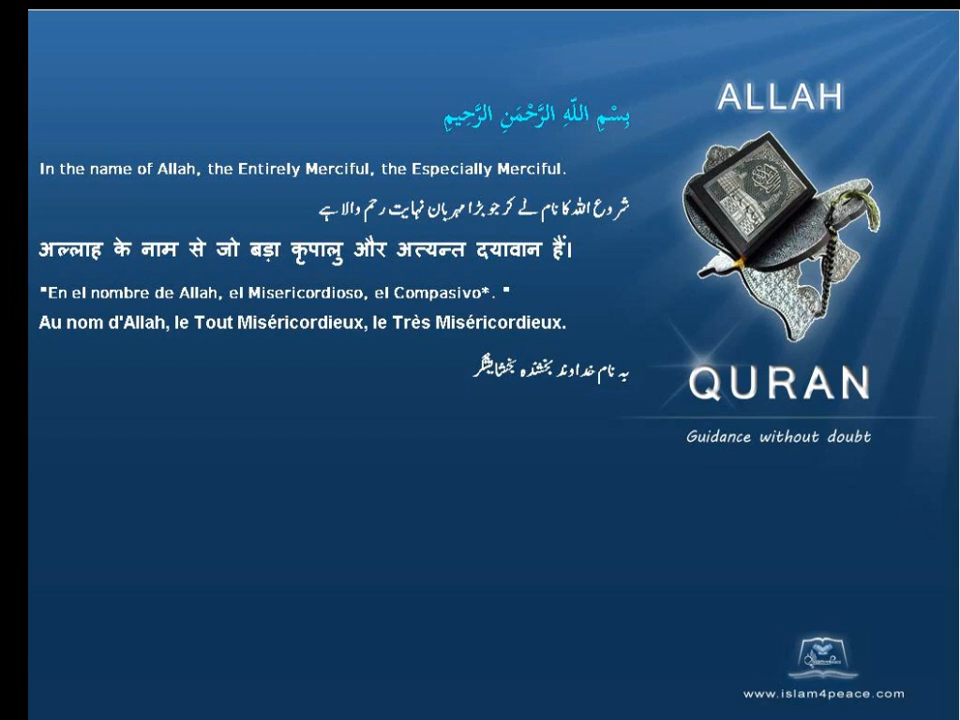 بِسْمِ اللّهِ الرَّحْمَنِ الرَّحِيمِ
In the name of Allah, the Entirely Merciful, the Especially Merciful.
شروع اللہ کا نام لے کر جو بڑا مہربان نہایت رحم والا ہے
अल्लाह के नाम से जो बड़ा कृपालु और अत्यन्त दयावान हैं।
"En el nombre de Allah, el Misericordioso, el Compasivo*. "
Au nom d'Allah, le Tout Miséricordieux, le Très Miséricordieux.
به نام خداوند بخشنده بخشایشگر
ALLAH
QURAN
Guidance without doubt
www.islam4peace.com